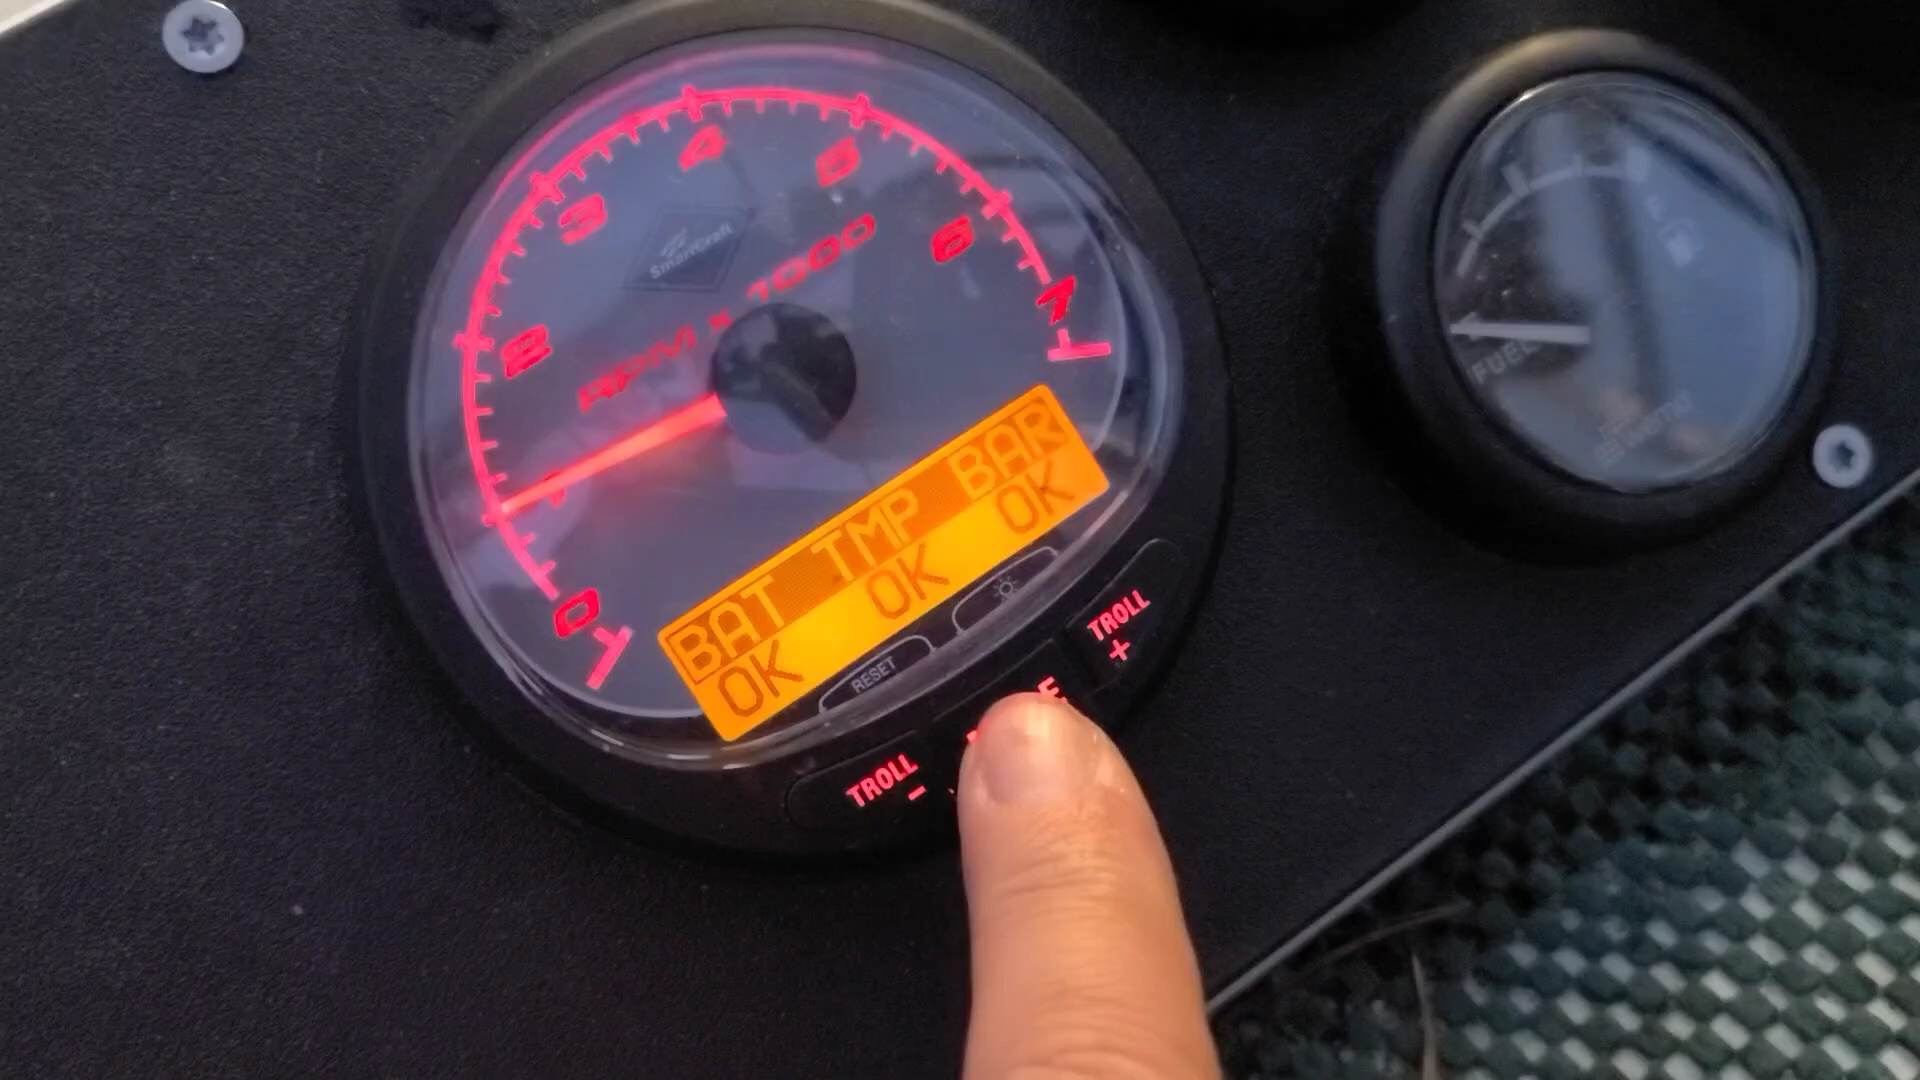 0
2
3
4
5
6
7
SmartCraft
RPM x 1000
BAT TMP BAR
OK OK OK
RESET
TROLL
-
TROLL
+
FUEL